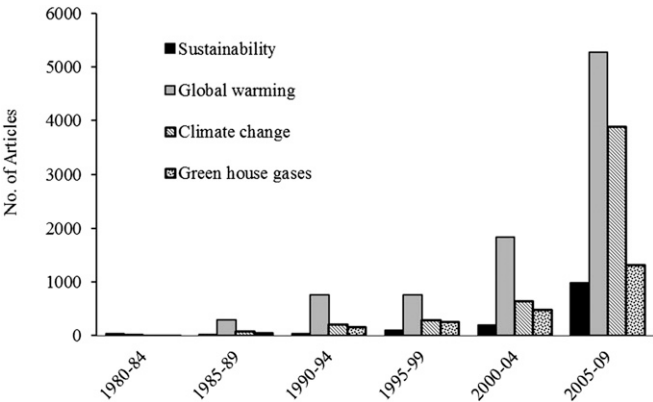 6000
5000
4000
3000
2000
1000
0
No. of Articles
Sustainability
Global warming
Climate change
Green house gases
1980-84
1985-89
1990-94
1995-99
2000-04
2005-09